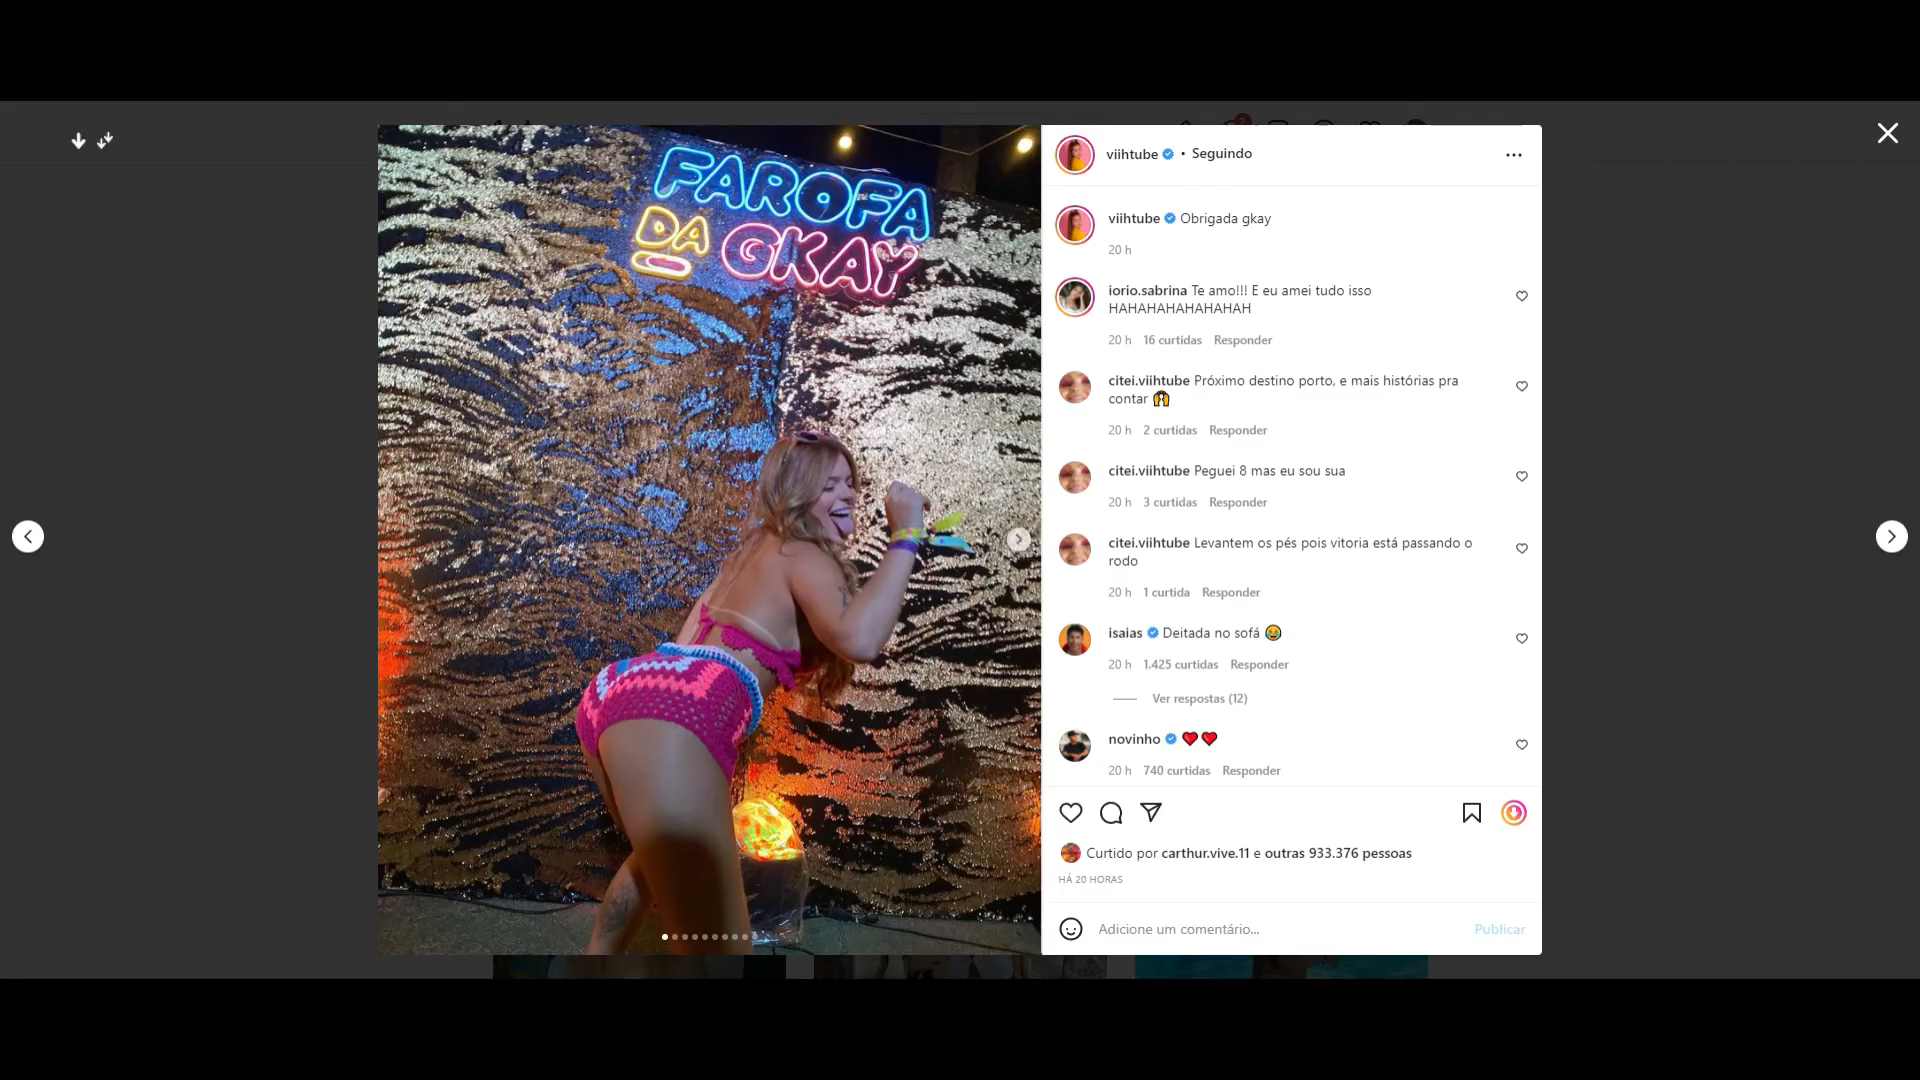 FAROFA
DA GKAY
viihtube • Seguindo
viihtube Obrigada gkay
20 h
iorio.sabrina Te amo!!! E eu amei tudo isso
HAHAHAHAHAHAHAH
20 h 16 curtidas Responder
citei.viihtube Próximo destino porto, e mais histórias pra
contar
20 h 2 curtidas Responder
citei.viihtube Peguei 8 mas eu sou sua
20 h 3 curtidas Responder
citei.viihtube Levantem os pés pois vitoria está passando o
rodo
20 h 1 curtida Responder
isaias Deitada no sofá 😂
20 h 1.425 curtidas Responder
Ver respostas (12)
novinho ❤️❤️
20 h 740 curtidas Responder
Curtido por carthur.vive.11 e outras 933.376 pessoas
HÁ 20 HORAS
Adicione um comentário... Publicar